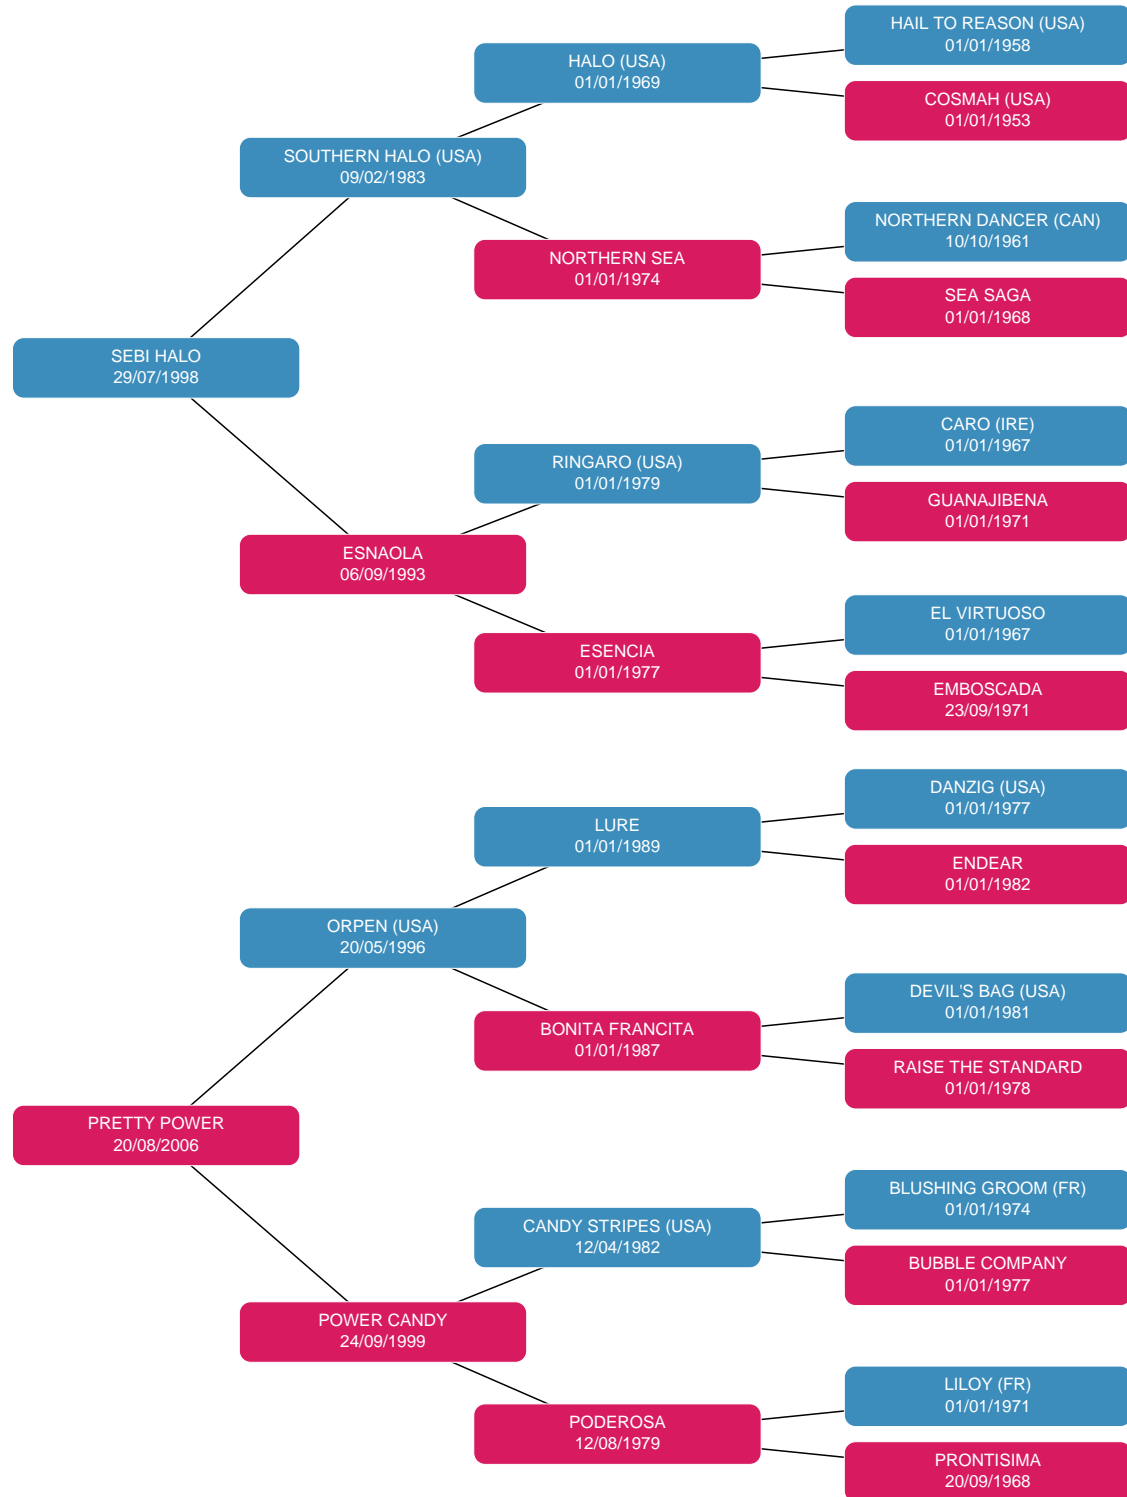 HAIL TO REASON (USA)
01/01/1958
HALO (USA)
01/01/1969
COSMAH (USA)
01/01/1953
SOUTHERN HALO (USA)
09/02/1983
NORTHERN DANCER (CAN)
10/10/1961
NORTHERN SEA
01/01/1974
SEA SAGA
01/01/1968
SEBI HALO
29/07/1998
CARO (IRE)
01/01/1967
RINGARO (USA)
01/01/1979
GUANAJIBENA
01/01/1971
ESNAOLA
06/09/1993
EL VIRTUOSO
01/01/1967
ESENCIA
01/01/1977
EMBOSCADA
23/09/1971
DANZIG (USA)
01/01/1977
LURE
01/01/1989
ENDEAR
01/01/1982
ORPEN (USA)
20/05/1996
DEVIL'S BAG (USA)
01/01/1981
BONITA FRANCITA
01/01/1987
RAISE THE STANDARD
01/01/1978
PRETTY POWER
20/08/2006
BLUSHING GROOM (FR)
01/01/1974
CANDY STRIPES (USA)
12/04/1982
BUBBLE COMPANY
01/01/1977
POWER CANDY
24/09/1999
LILOY (FR)
01/01/1971
PODEROSA
12/08/1979
PRONTISIMA
20/09/1968